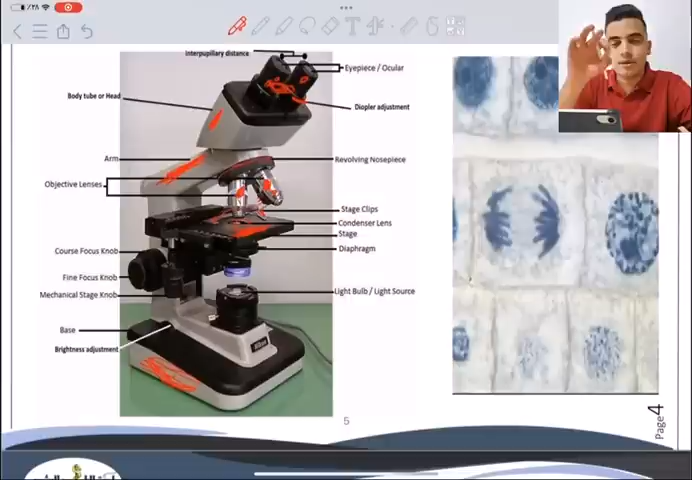 ٢٨٪
Interpupillary distance
Eyepiece / Ocular
Body tube or Head
Diopler adjustment
Arm
Revolving Nosepiece
Objective Lenses
Stage Clips
Condenser Lens
Stage
Course Focus Knob
Diaphragm
Fine Focus Knob
Mechanical Stage Knob
Light Bulb / Light Source
Base
Nikon
Brightness adjustment
5
Page 4